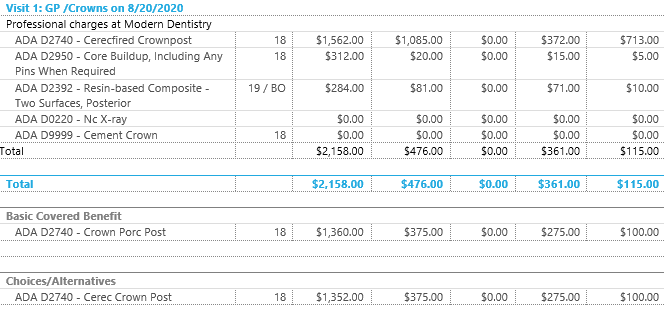 Visit 1: GP /Crowns on 8/20/2020
Professional charges at Modern Dentistry
ADA D2740 - Cerecfired Crownpost 18 $1,562.00 $1,085.00 $0.00 $372.00 $713.00
ADA D2950 - Core Buildup, Including Any 18 $312.00 $20.00 $0.00 $15.00 $5.00
Pins When Required
ADA D2392 - Resin-based Composite - 19 / BO $284.00 $81.00 $0.00 $71.00 $10.00
Two Surfaces, Posterior
ADA D0220 - Nc X-ray $0.00 $0.00 $0.00 $0.00 $0.00
ADA D9999 - Cement Crown 18 $0.00 $0.00 $0.00 $0.00 $0.00
Total $2,158.00 $476.00 $0.00 $361.00 $115.00
Total $2,158.00 $476.00 $0.00 $361.00 $115.00
Basic Covered Benefit
ADA D2740 - Crown Porc Post 18 $1,360.00 $375.00 $0.00 $275.00 $100.00
Choices/Alternatives
ADA D2740 - Cerec Crown Post 18 $1,352.00 $375.00 $0.00 $275.00 $100.00